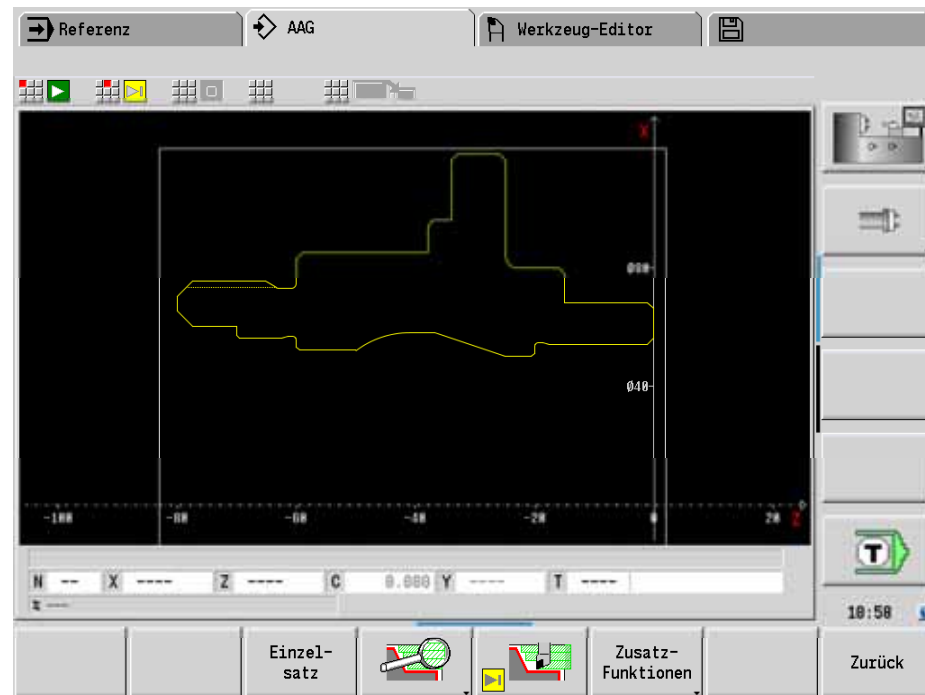 Referenz
AAG
Werkzeug-Editor
X
Ø80
Ø40
-100
-80
-60
-40
-20
0
20
Z
N -- X ---- Z ---- C 0.000 Y ---- T ----
T
10:58
Einzel-
satz
Zusatz-
Funktionen
Zurück